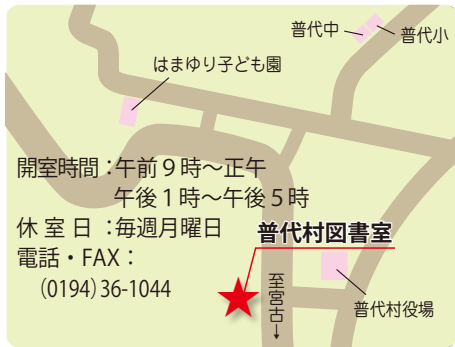 普代中
普代小
はまゆり子ども園
開室時間：午前９時～正午
午後１時～午後５時
休 室 日 ：毎週月曜日
電話・FAX：
(0194)36-1044
普代村図書室
至宮古→
普代村役場